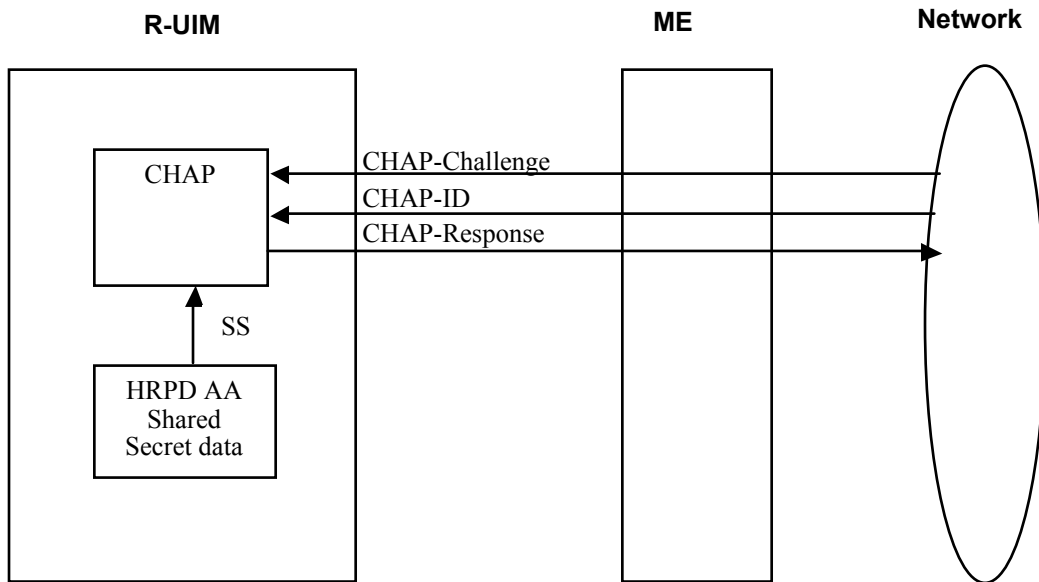 R-UIM
ME
Network
CHAP
CHAP-Challenge
CHAP-ID
CHAP-Response
SS
HRPD AA
Shared
Secret data